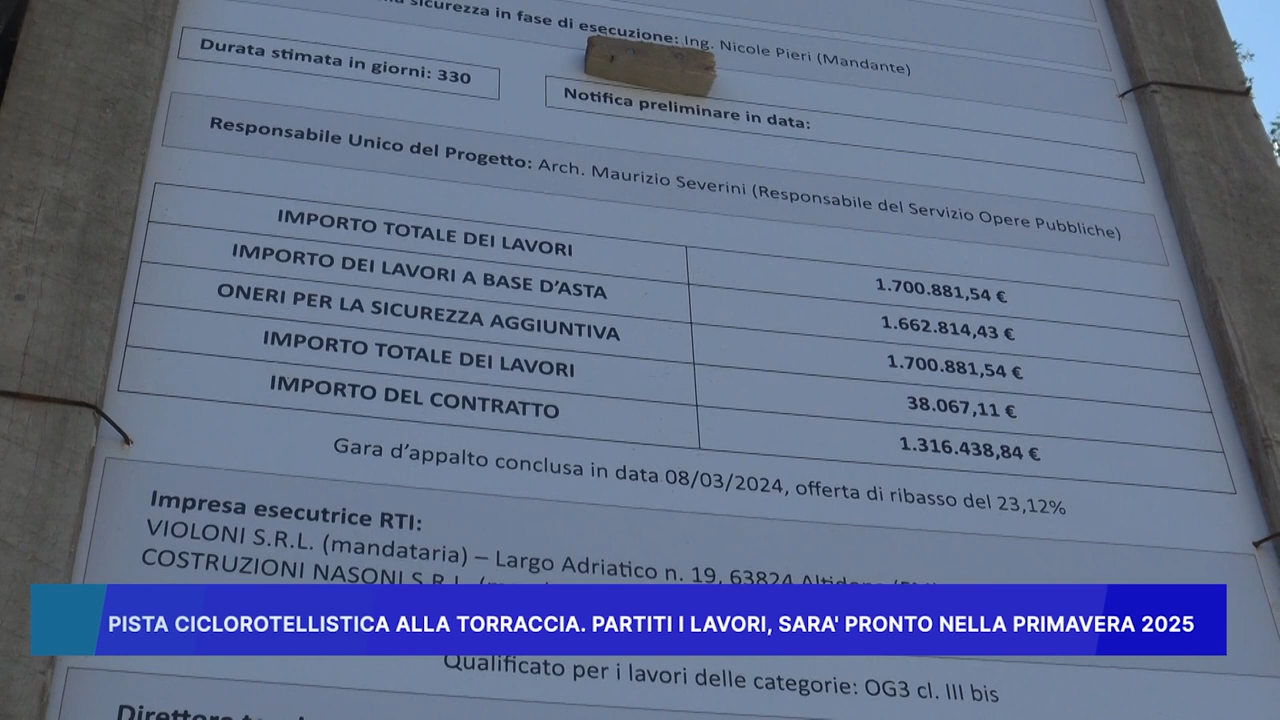 sicurezza in fase di esecuzione: Ing. Nicole Pieri (Mandante)
Durata stimata in giorni: 330
Notifica preliminare in data:
Responsabile Unico del Progetto: Arch. Maurizio Severini (Responsabile del Servizio Opere Pubbliche)
IMPORTO TOTALE DEI LAVORI 1.700.881,54 €
IMPORTO DEI LAVORI A BASE D’ASTA 1.662.814,43 €
ONERI PER LA SICUREZZA AGGIUNTIVA 1.700.881,54 €
IMPORTO TOTALE DEI LAVORI 38.067,11 €
IMPORTO DEL CONTRATTO 1.316.438,84 €
Gara d’appalto conclusa in data 08/03/2024, offerta di ribasso del 23,12%
Impresa esecutrice RTI:
VIOLONI S.R.L. (mandataria) – Largo Adriatico n. 19, 63824
COSTRUZIONI NASONI S.R.L.
PISTA CICLOROTELLISTICA ALLA TORRACCIA. PARTITI I LAVORI, SARA' PRONTO NELLA PRIMAVERA 2025
Qualificato per i lavori delle categorie: OG3 cl. III bis